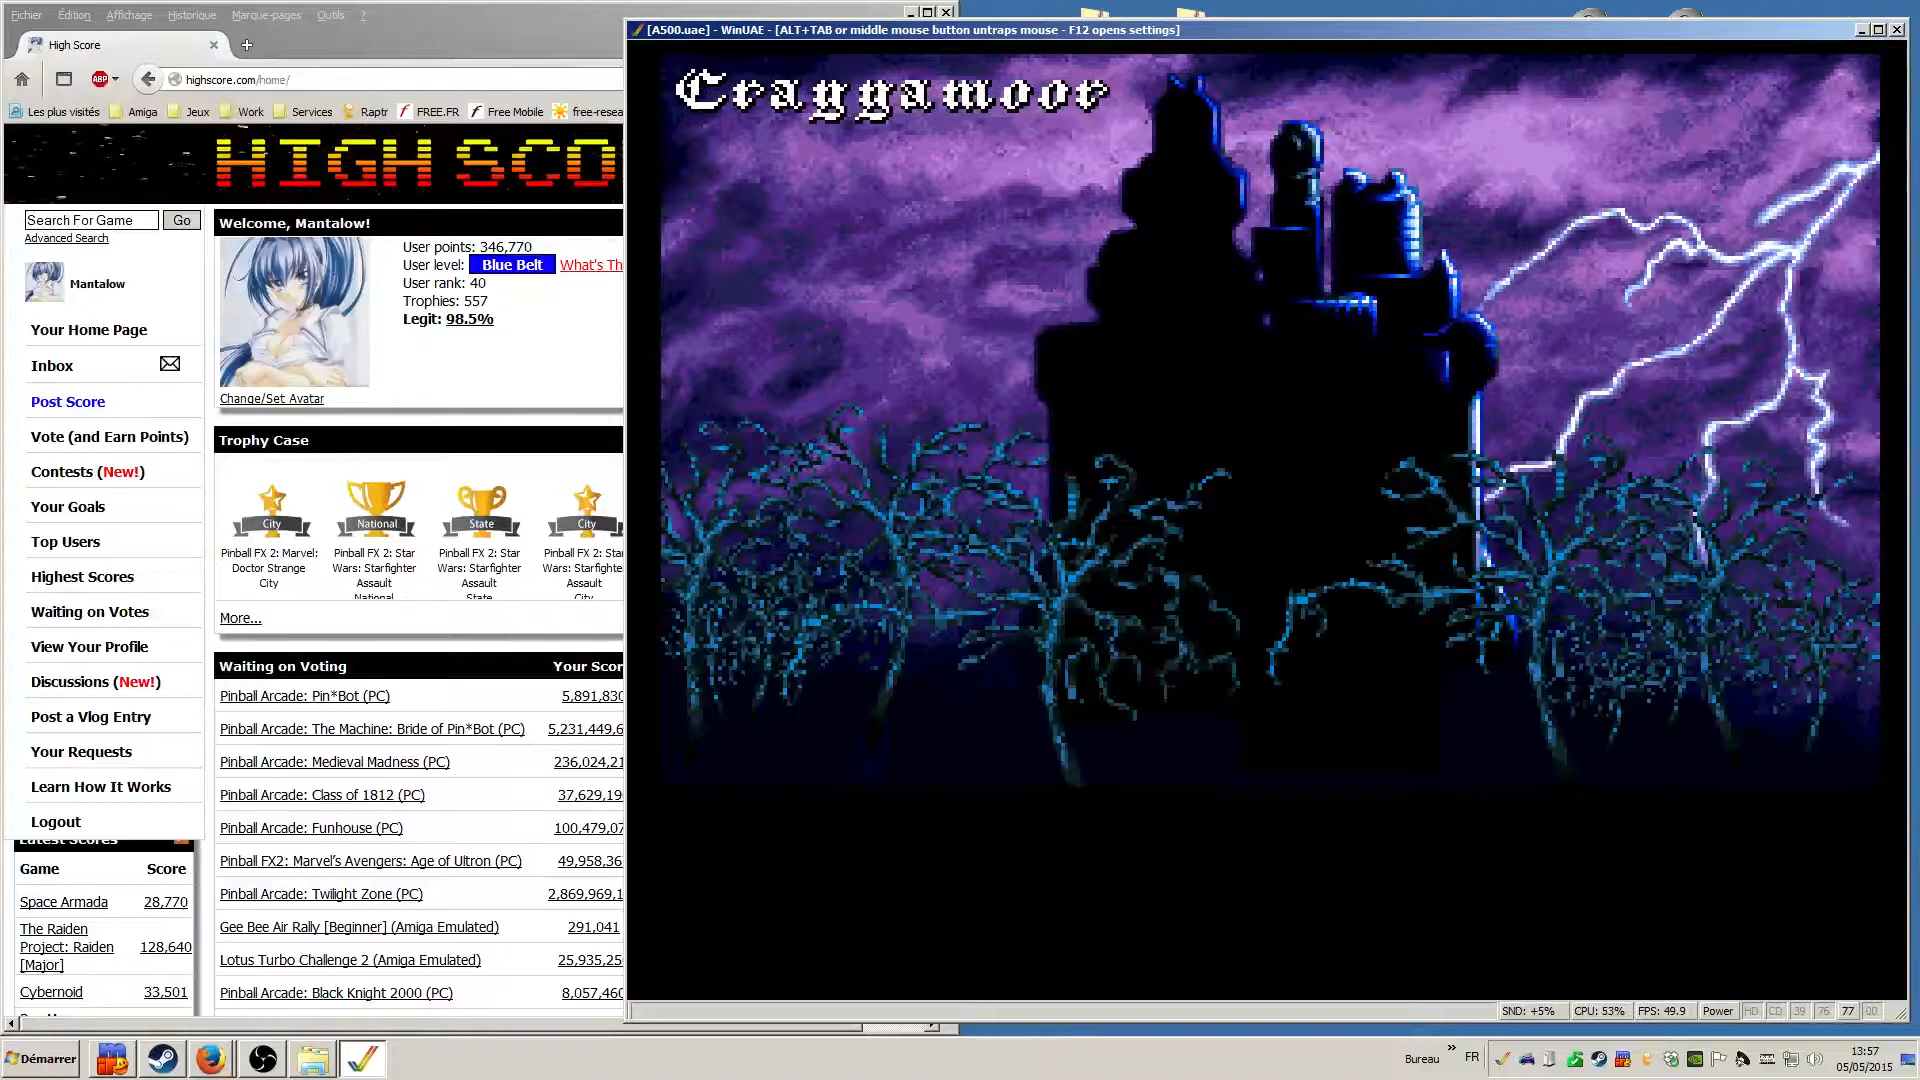 Fichier Édition Affichage Historique Marque-pages Outils ?
High Score
highscore.com/home/
ABP
Les plus visités Amiga Jeux Work Services Raptr FREE.FR Free Mobile free-resea
HIGH SCO
Search For Game Go
Advanced Search
Mantalow
Your Home Page
Inbox
Post Score
Vote (and Earn Points)
Contests (New!)
Your Goals
Top Users
Highest Scores
Waiting on Votes
View Your Profile
Discussions (New!)
Post a Vlog Entry
Your Requests
Learn How It Works
Logout
Latest Scores
Game Score
Space Armada 28,770
The Raiden
Project: Raiden 128,640
[Major]
Cybernoid 33,501
Welcome, Mantalow!
User points: 346,770
User level: Blue Belt What's Th
User rank: 40
Trophies: 557
Legit: 98.5%
Change/Set Avatar
Trophy Case
City National State City
Pinball FX 2: Marvel: Pinball FX 2: Star Pinball FX 2: Star Pinball FX 2: Sta
Doctor Strange Wars: Starfighter Wars: Starfighter Wars: Starfighte
City Assault Assault Assault
National State City
More...
Waiting on Voting Your Scor
Pinball Arcade: Pin*Bot (PC) 5,891,830
Pinball Arcade: The Machine: Bride of Pin*Bot (PC) 5,231,449,6
Pinball Arcade: Medieval Madness (PC) 236,024,21
Pinball Arcade: Class of 1812 (PC) 37,629,19
Pinball Arcade: Funhouse (PC) 100,479,07
Pinball FX2: Marvel's Avengers: Age of Ultron (PC) 49,958,36
Pinball Arcade: Twilight Zone (PC) 2,869,969,1
Gee Bee Air Rally [Beginner] (Amiga Emulated) 291,041
Lotus Turbo Challenge 2 (Amiga Emulated) 25,935,25
Pinball Arcade: Black Knight 2000 (PC) 8,057,460
[A500.uae] - WinUAE - [ALT+TAB or middle mouse button untraps mouse - F12 opens settings]
Craggamoor
SND: +5% CPU: 53% FPS: 49.9 Power HD CD 39 76 77 00
Démarrer
Bureau » FR
13:57
05/05/2015